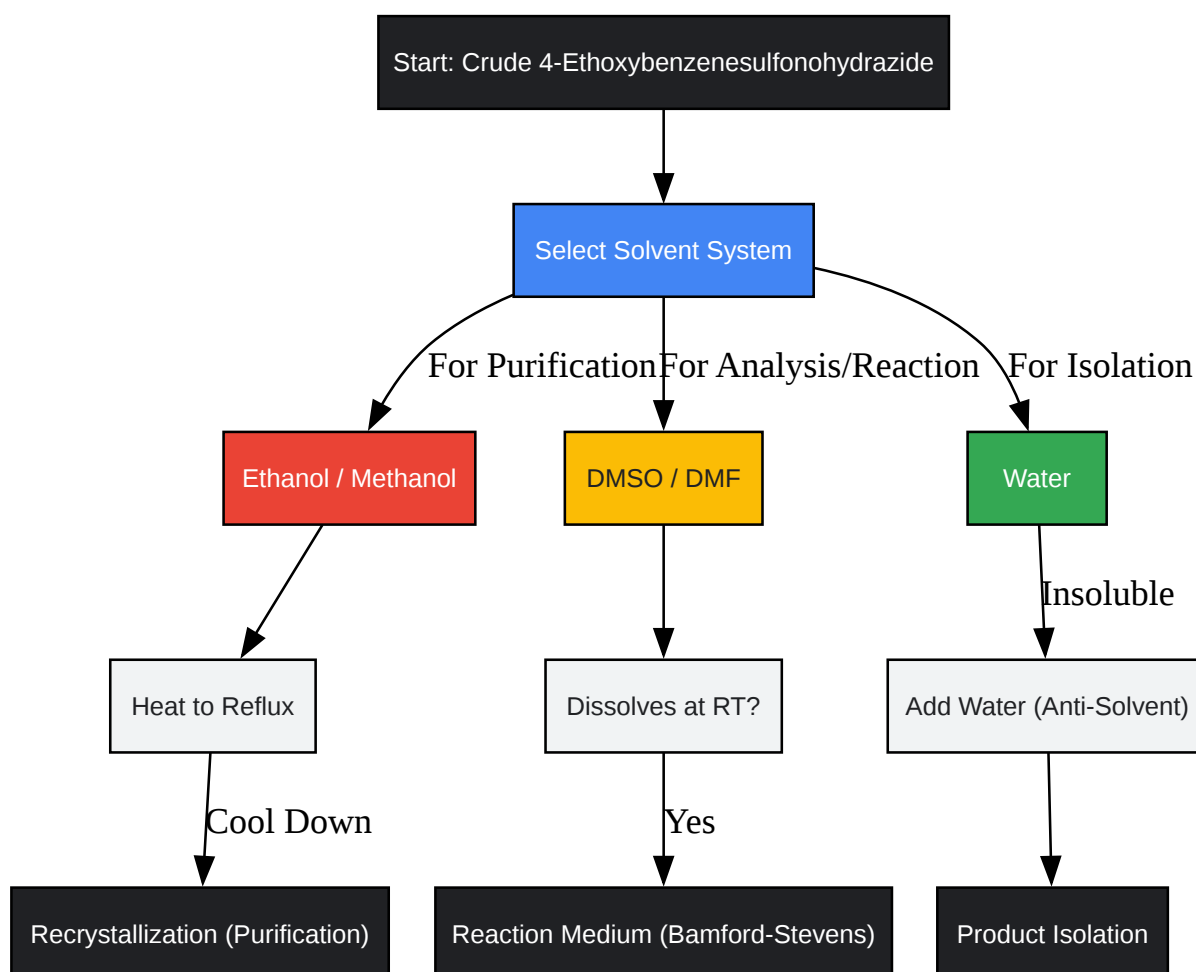 Start: Crude 4-Ethoxybenzenesulfonohydrazide
Select Solvent System
For Purification
For Analysis/Reaction
For Isolation
Ethanol / Methanol
DMSO / DMF
Water
Insoluble
Heat to Reflux
Dissolves at RT?
Add Water (Anti-Solvent)
Cool Down
Yes
Recrystallization (Purification)
Reaction Medium (Bamford-Stevens)
Product Isolation